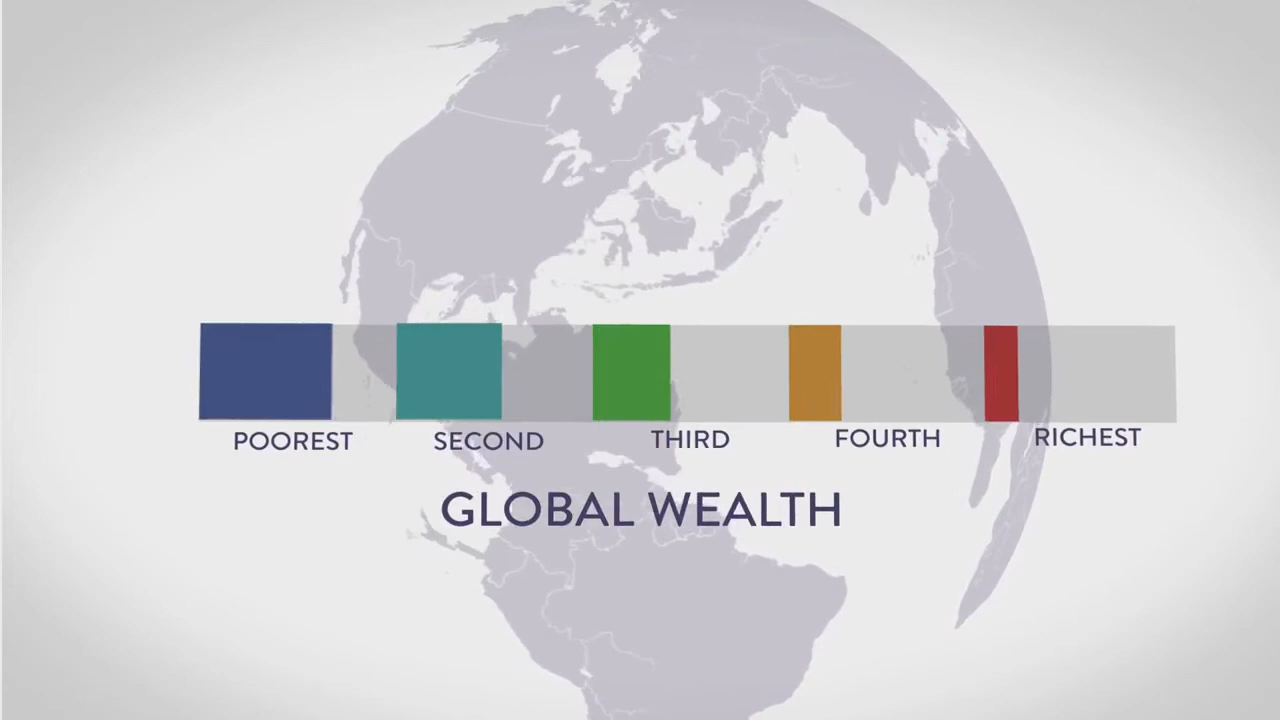 POOREST
SECOND
THIRD
FOURTH
RICHEST
GLOBAL WEALTH